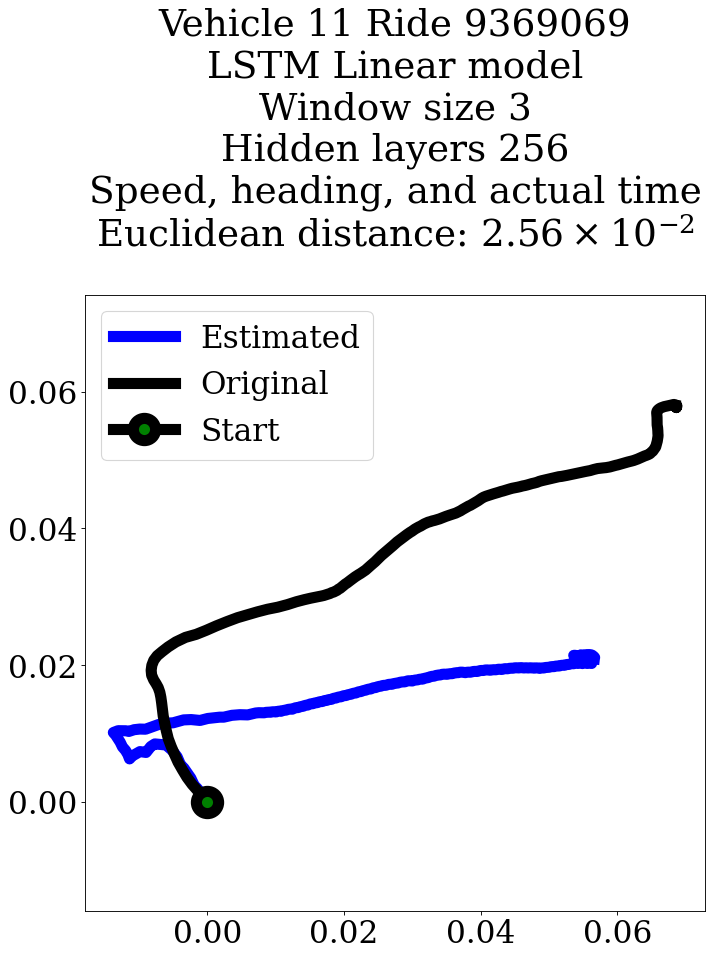 Vehicle 11 Ride 9369069
LSTM Linear model
Window size 3
Hidden layers 256
Speed, heading, and actual time
Euclidean distance: 2.56 × 10⁻²
Estimated
Original
Start
0.06
0.04
0.02
0.00
0.00 0.02 0.04 0.06